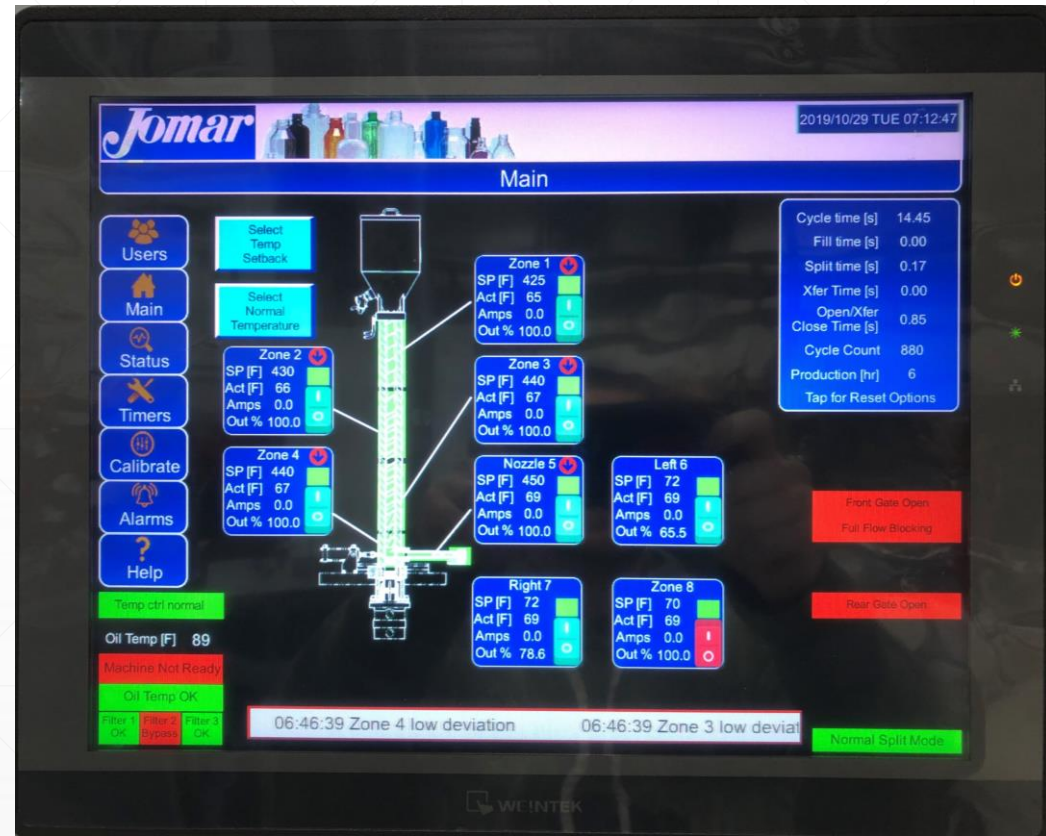 Jomar
2019/10/29 TUE 07:12:47
Main
Users
Main
Status
Timers
Calibrate
Alarms
Help
Select
Temp
Setback
Select
Normal
Temperature
Zone 1
SP [F] 425
Act [F] 65
Amps 0.0
Out % 100.0
Zone 2
SP [F] 430
Act [F] 66
Amps 0.0
Out % 100.0
Zone 3
SP [F] 440
Act [F] 67
Amps 0.0
Out % 100.0
Zone 4
SP [F] 440
Act [F] 67
Amps 0.0
Out % 100.0
Nozzle 5
SP [F] 450
Act [F] 69
Amps 0.0
Out % 100.0
Left 6
SP [F] 72
Act [F] 69
Amps 0.0
Out % 65.5
Right 7
SP [F] 72
Act [F] 69
Amps 0.0
Out % 78.6
Zone 8
SP [F] 70
Act [F] 69
Amps 0.0
Out % 100.0
Cycle time [s] 14.45
Fill time [s] 0.00
Split time [s] 0.17
Xfer Time [s] 0.00
Open/Xfer
Close Time [s] 0.85
Cycle Count 880
Production [hr] 6
Tap for Reset Options
Front Gate Open
Full Flow Blocking
Rear Gate Open
Temp ctrl normal
Oil Temp [F] 89
Machine Not Ready
Oil Temp OK
Filter 1
OK
Filter 2
Bypass
Filter 3
OK
06:46:39 Zone 4 low deviation 06:46:39 Zone 3 low deviat
Normal Split Mode
WEINTEK